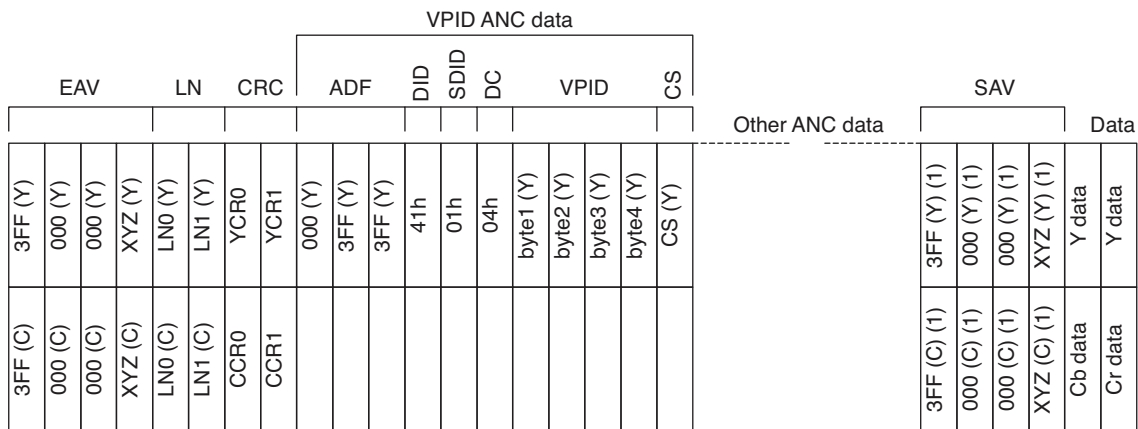 VPID ANC data
EAV LN CRC ADF DID SDID DC VPID CS Other ANC data SAV Data
3FF (Y) 000 (Y) 000 (Y) XYZ (Y) LN0 (Y) LN1 (Y) YCR0 YCR1 000 (Y) 3FF (Y) 3FF (Y) 41h 01h 04h byte1 (Y) byte2 (Y) byte3 (Y) byte4 (Y) CS (Y) 3FF (Y) (1) 000 (Y) (1) 000 (Y) (1) XYZ (Y) (1) Y data Y data
3FF (C) 000 (C) 000 (C) XYZ (C) LN0 (C) LN1 (C) CCR0 CCR1 3FF (C) (1) 000 (C) (1) 000 (C) (1) XYZ (C) (1) Cb data Cr data